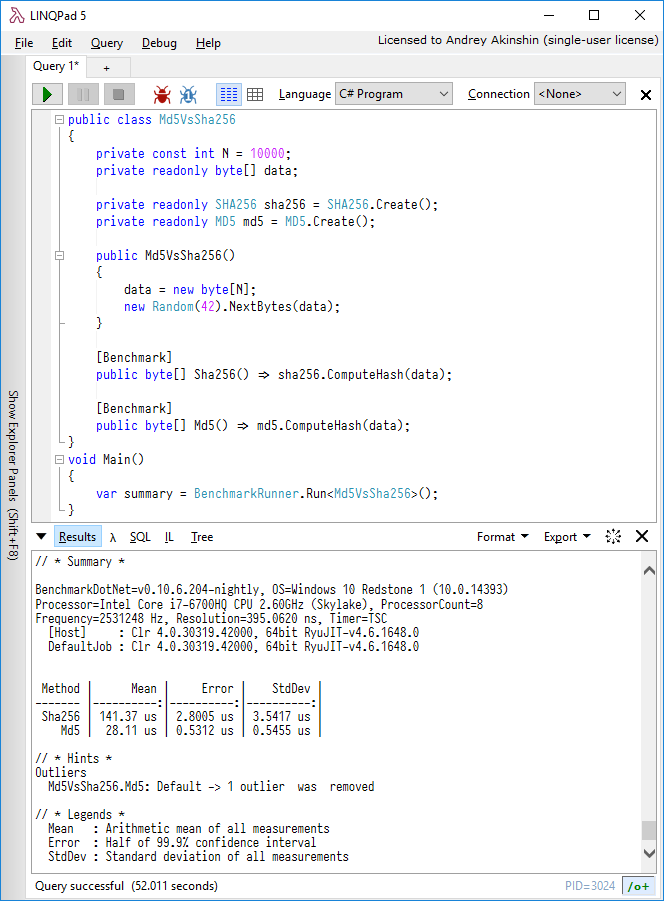 LINQPad 5
File Edit Query Debug Help Licensed to Andrey Akinshin (single-user license)
Query 1* +
Language C# Program Connection <None>
public class Md5VsSha256
{
private const int N = 10000;
private readonly byte[] data;
private readonly SHA256 sha256 = SHA256.Create();
private readonly MD5 md5 = MD5.Create();
public Md5VsSha256()
{
data = new byte[N];
new Random(42).NextBytes(data);
}
[Benchmark]
public byte[] Sha256() => sha256.ComputeHash(data);
[Benchmark]
public byte[] Md5() => md5.ComputeHash(data);
}
void Main()
{
var summary = BenchmarkRunner.Run<Md5VsSha256>();
}
Show Explorer Panels (Shift+F8)
Results λ SQL IL Tree Format Export
// * Summary *
BenchmarkDotNet=v0.10.6.204-nightly, OS=Windows 10 Redstone 1 (10.0.14393)
Processor=Intel Core i7-6700HQ CPU 2.60GHz (Skylake), ProcessorCount=8
Frequency=2531248 Hz, Resolution=395.0620 ns, Timer=TSC
[Host]     : Clr 4.0.30319.42000, 64bit RyuJIT-v4.6.1648.0
DefaultJob : Clr 4.0.30319.42000, 64bit RyuJIT-v4.6.1648.0
Method | Mean | Error | StdDev |
------- |----------:|----------:|----------:|
Sha256 | 141.37 us | 2.8005 us | 3.5417 us |
Md5 | 28.11 us | 0.5312 us | 0.5455 us |
// * Hints *
Outliers
Md5VsSha256.Md5: Default -> 1 outlier  was  removed
// * Legends *
Mean   : Arithmetic mean of all measurements
Error  : Half of 99.9% confidence interval
StdDev : Standard deviation of all measurements
Query successful (52.011 seconds) PID=3024 /o+